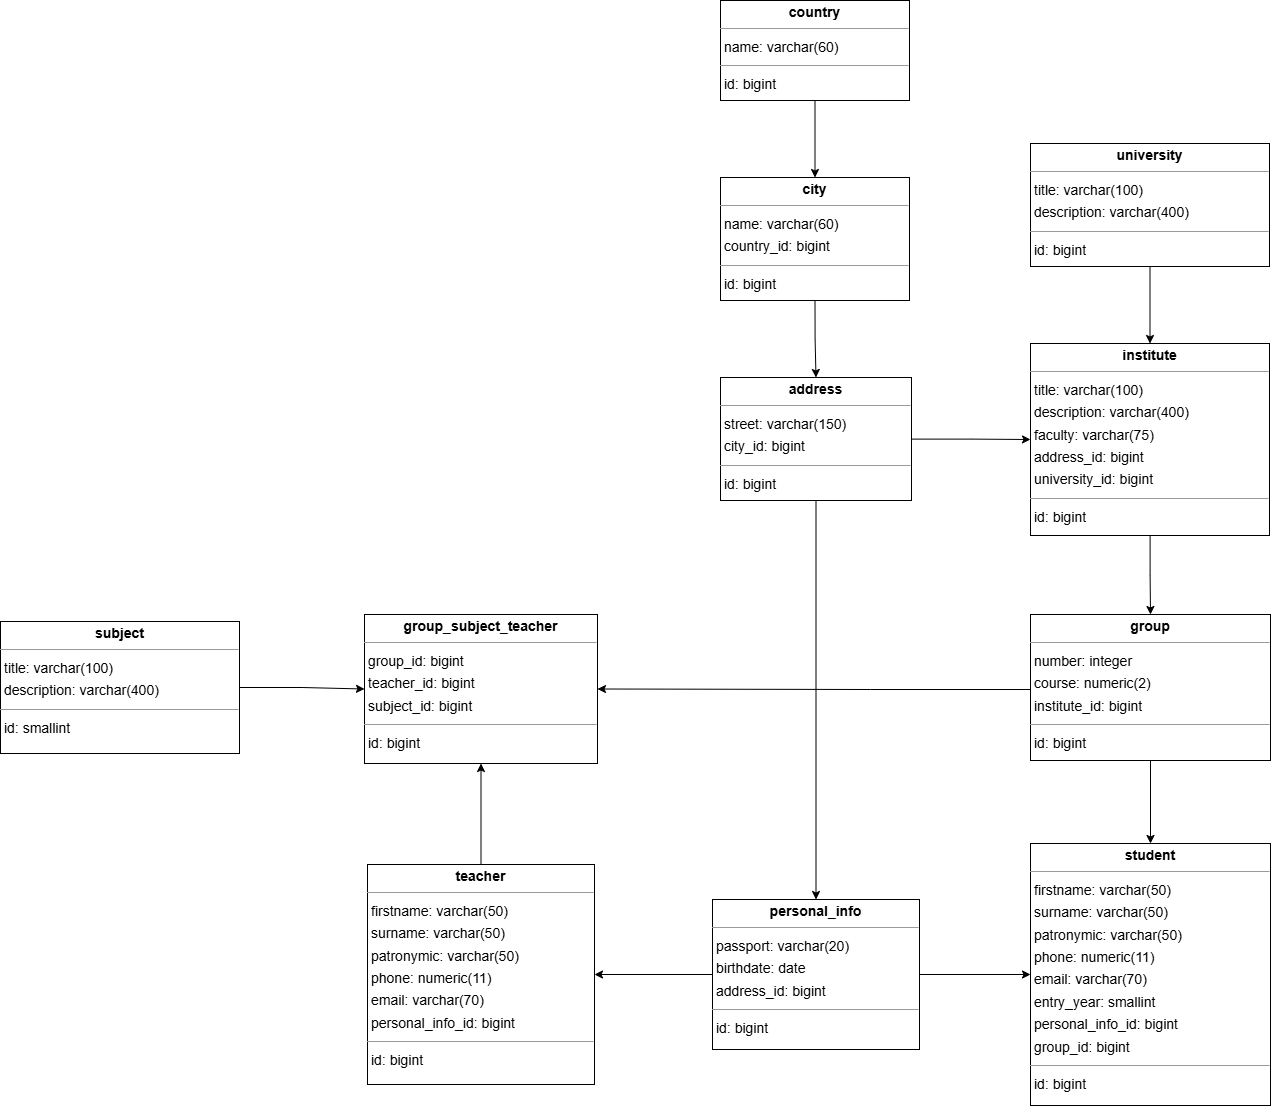 country
name: varchar(60)
id: bigint
city
name: varchar(60)
country_id: bigint
id: bigint
university
title: varchar(100)
description: varchar(400)
id: bigint
address
street: varchar(150)
city_id: bigint
id: bigint
institute
title: varchar(100)
description: varchar(400)
faculty: varchar(75)
address_id: bigint
university_id: bigint
id: bigint
subject
title: varchar(100)
description: varchar(400)
id: smallint
group_subject_teacher
group_id: bigint
teacher_id: bigint
subject_id: bigint
id: bigint
group
number: integer
course: numeric(2)
institute_id: bigint
id: bigint
teacher
firstname: varchar(50)
surname: varchar(50)
patronymic: varchar(50)
phone: numeric(11)
email: varchar(70)
personal_info_id: bigint
id: bigint
personal_info
passport: varchar(20)
birthdate: date
address_id: bigint
id: bigint
student
firstname: varchar(50)
surname: varchar(50)
patronymic: varchar(50)
phone: numeric(11)
email: varchar(70)
entry_year: smallint
personal_info_id: bigint
group_id: bigint
id: bigint